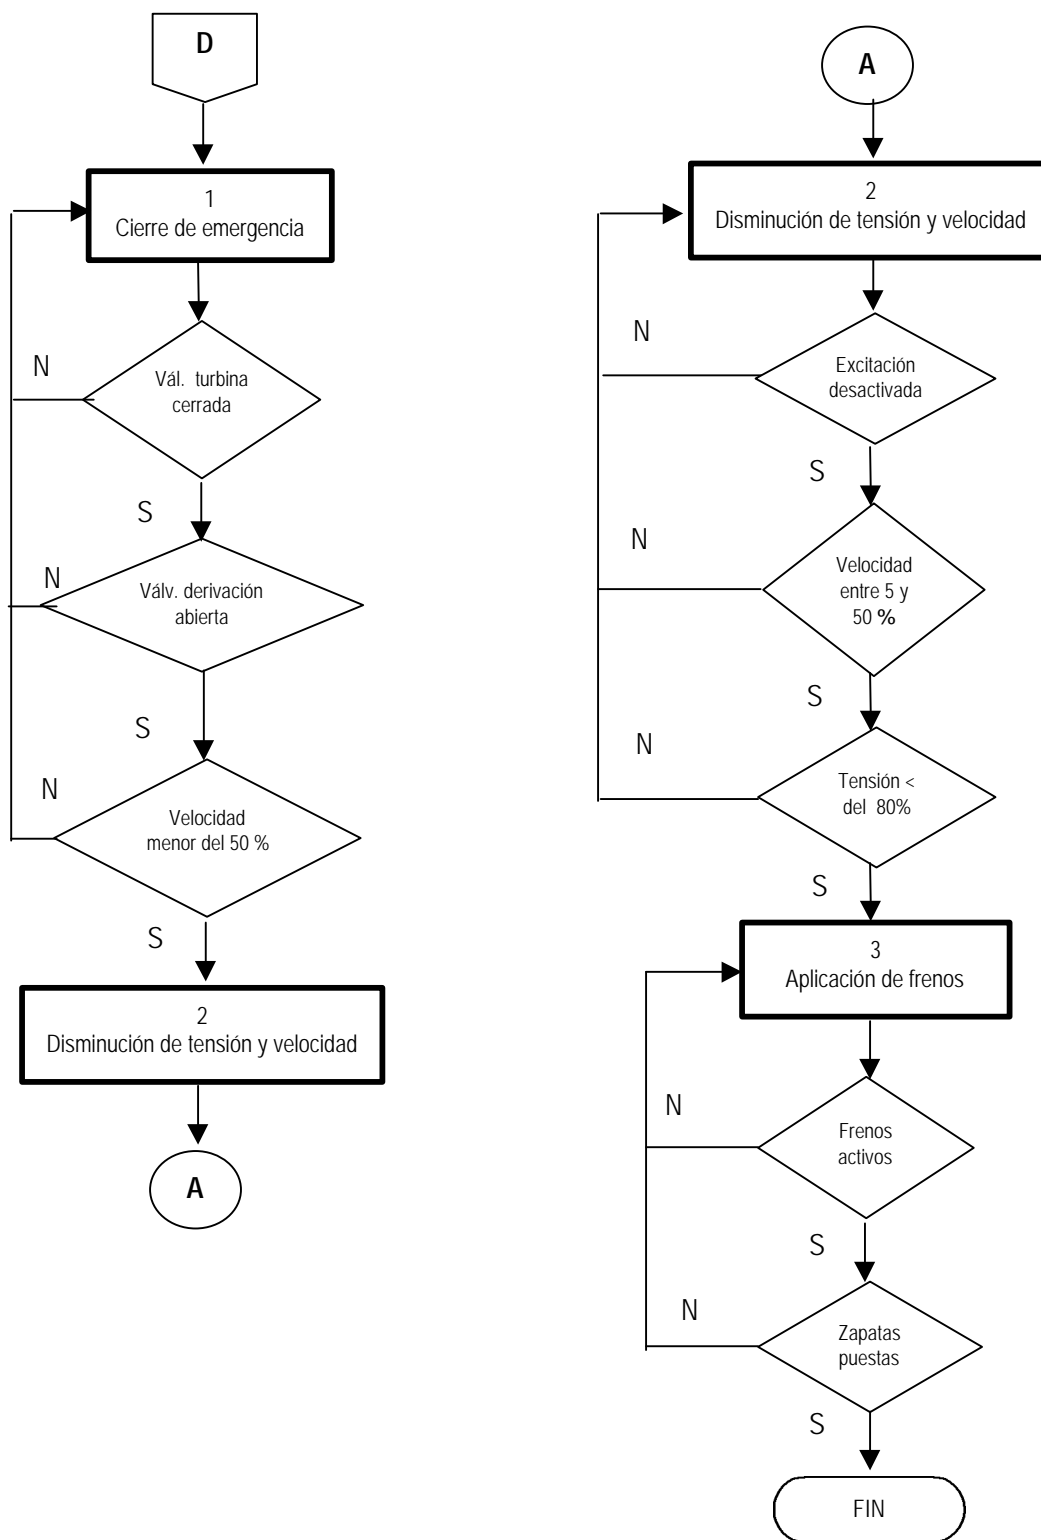 D
1
Cierre de emergencia
N
Vál. turbina
cerrada
S
N
Válv. derivación
abierta
S
N
Velocidad
menor del 50 %
S
2
Disminución de tensión y velocidad
A
A
2
Disminución de tensión y velocidad
N
Excitación
desactivada
S
N
Velocidad
entre 5 y
50 %
S
N
Tensión <
del 80%
S
3
Aplicación de frenos
N
Frenos
activos
S
N
Zapatas
puestas
S
FIN